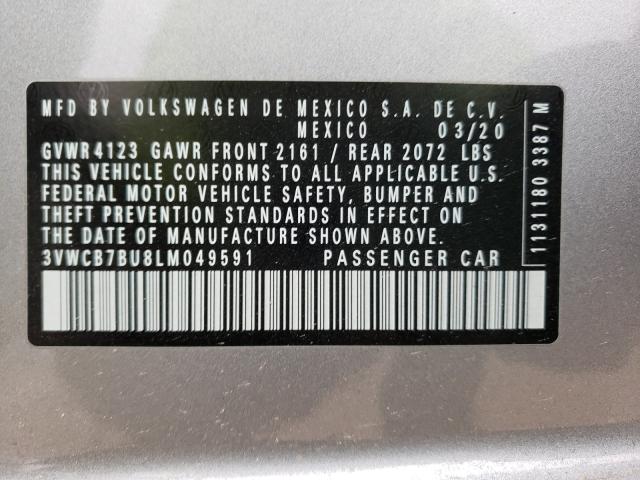 MFD BY VOLKSWAGEN DE MEXICO S.A. DE C.V.
MEXICO 03/20
GVWR 4123 GAWR FRONT 2161 / REAR 2072 LBS
THIS VEHICLE CONFORMS TO ALL APPLICABLE U.S.
FEDERAL MOTOR VEHICLE SAFETY, BUMPER AND
THEFT PREVENTION STANDARDS IN EFFECT ON
THE DATE OF MANUFACTURE SHOWN ABOVE.
3VWCB7BU8LM049591 PASSENGER CAR
1131180 3387 M